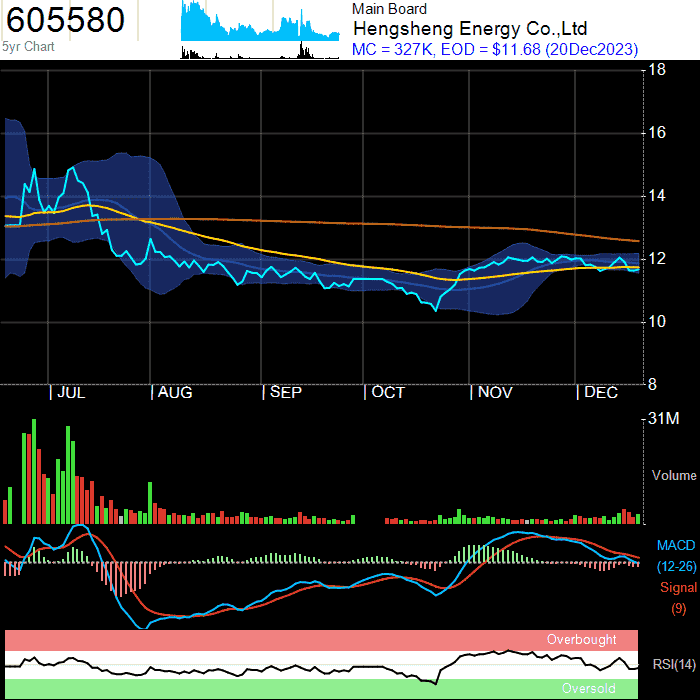 605580
5yr Chart
Main Board
Hengsheng Energy Co.,Ltd
MC = 327K, EOD = $11.68 (20Dec2023)
18
16
14
12
10
8
| JUL | AUG | SEP | OCT | NOV | DEC
31M
Volume
MACD
(12-26)
Signal
(9)
Overbought
RSI(14)
Oversold